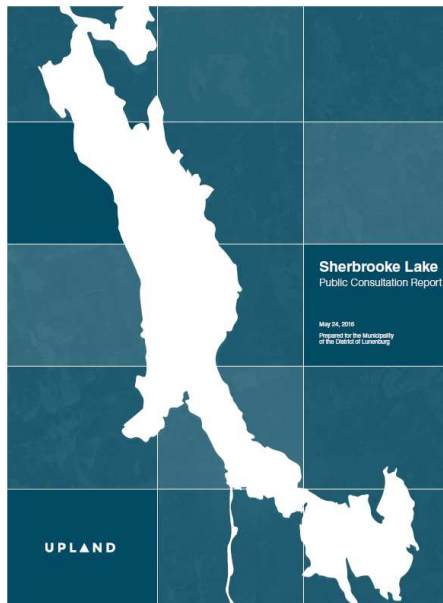 Sherbrooke Lake
Public Consultation Report
May 24, 2016
Prepared for the Municipality
of the District of Lunenburg
UPLAND